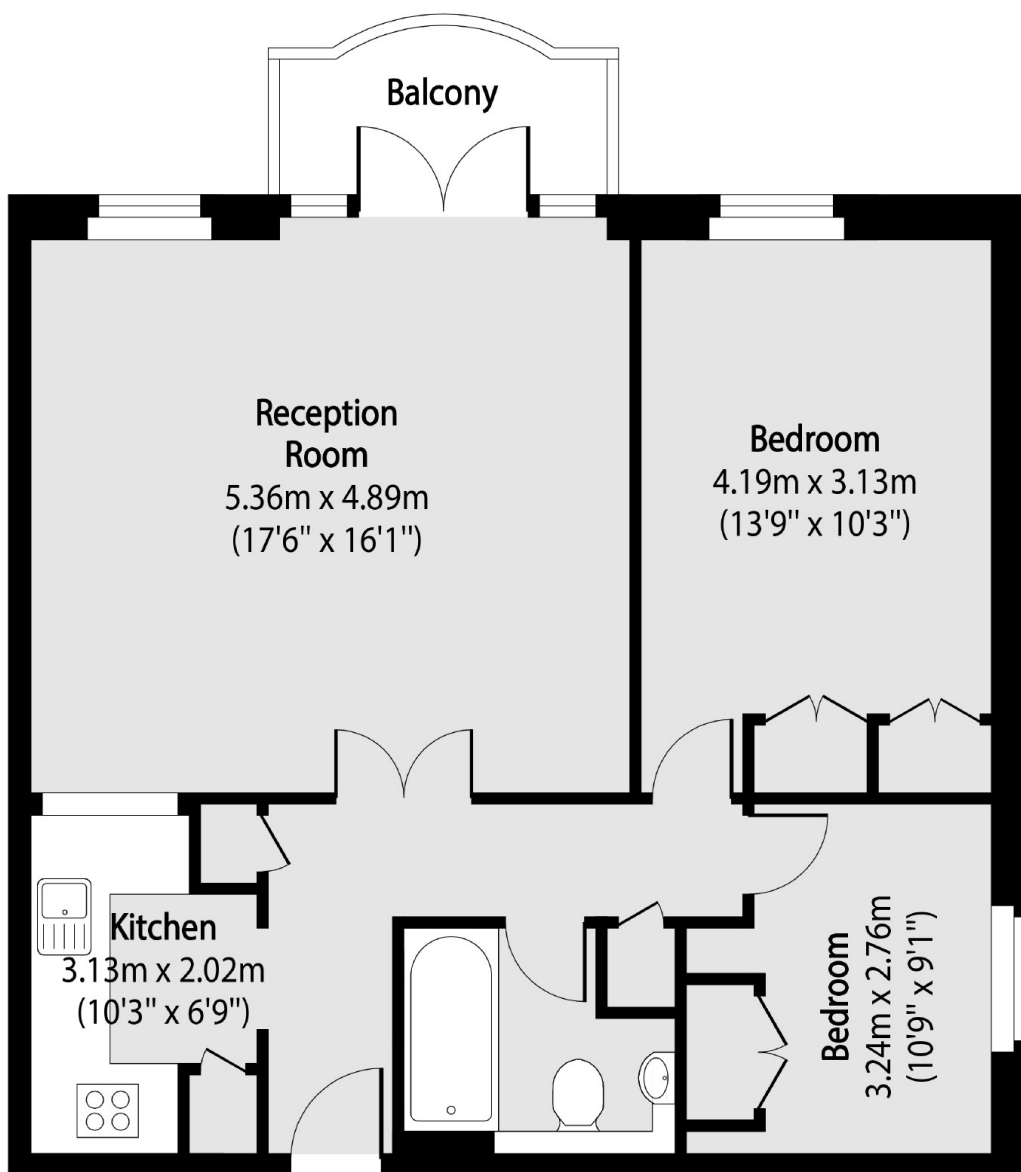 Balcony
Reception
Room
5.36m x 4.89m
(17'6" x 16'1")
Bedroom
4.19m x 3.13m
(13'9" x 10'3")
Kitchen
3.13m x 2.02m
(10'3" x 6'9")
Bedroom
3.24m x 2.76m
(10'9" x 9'1")